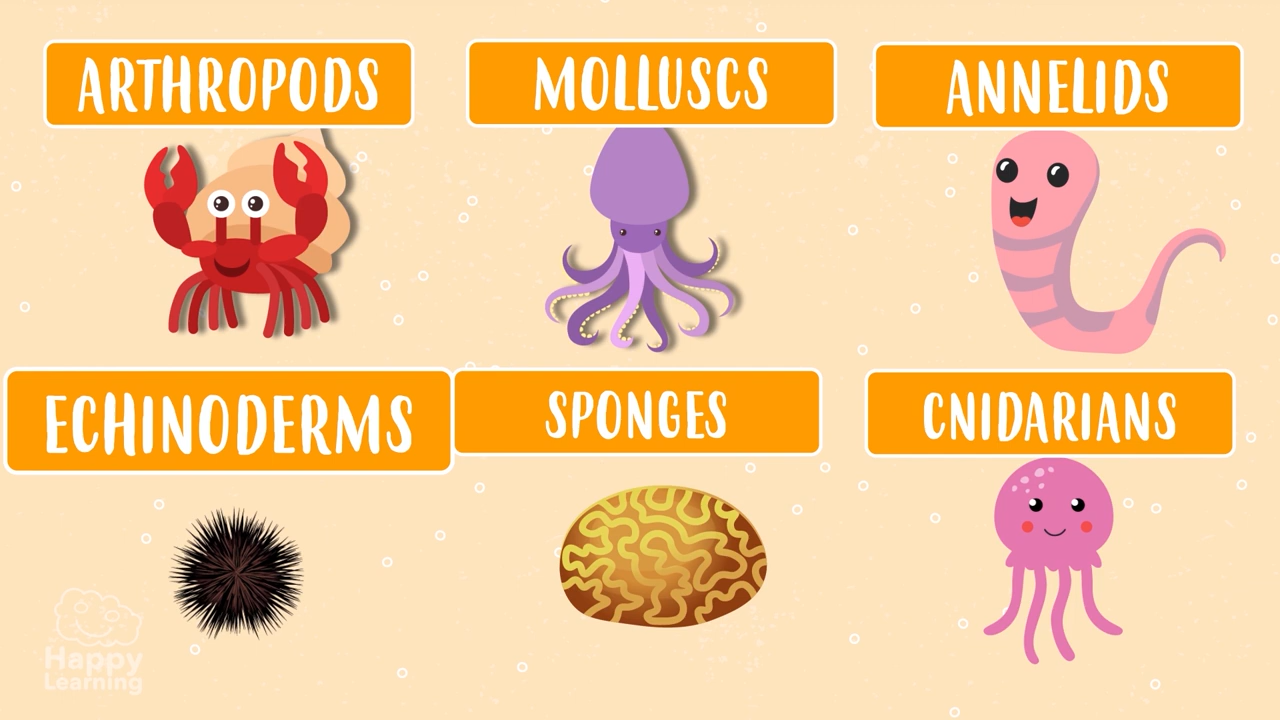 ARTHROPODS
MOLLUSCS
ANNELIDS
ECHINODERMS
SPONGES
CNIDARIANS
Happy
Learning